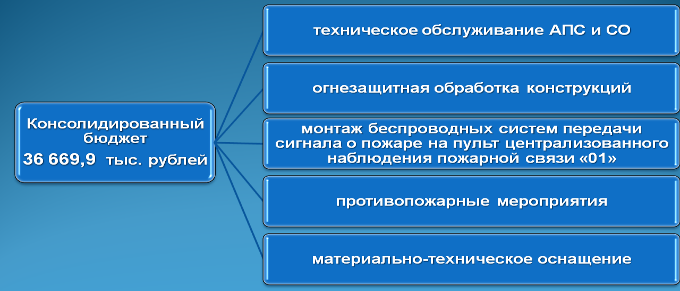 Консолидированный
бюджет
36 669,9 тыс. рублей
техническое обслуживание АПС и СО
огнезащитная обработка конструкций
монтаж беспроводных систем передачи
сигнала о пожаре на пульт централизованного
наблюдения пожарной связи «01»
противопожарные мероприятия
материально-техническое оснащение